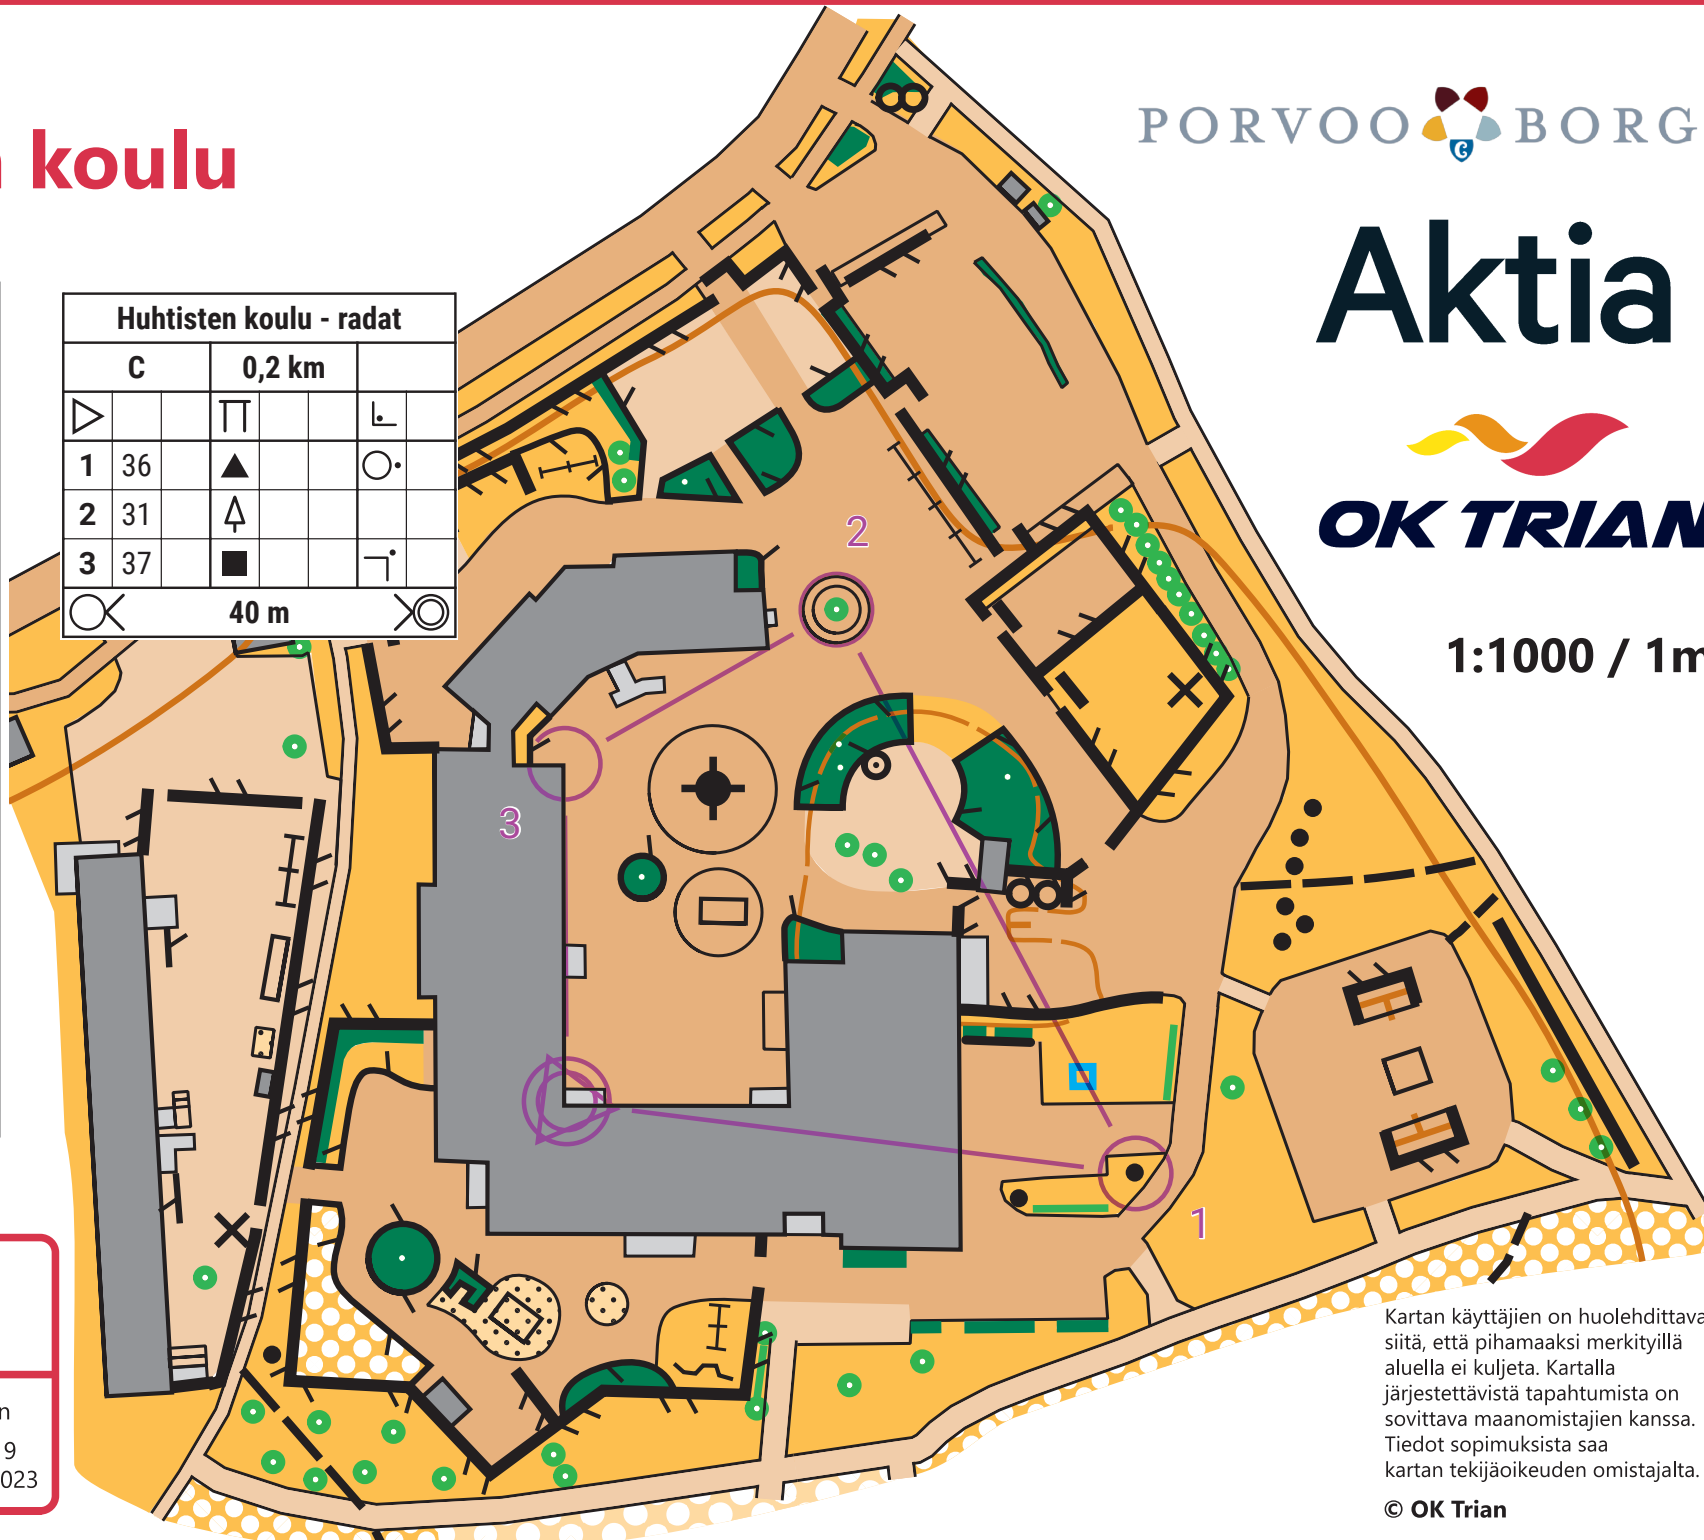 koulu
PORVOO BORG
Aktia
OK TRIAN
1:1000 / 1m
Huhtisten koulu - radat
C 0,2 km
1 36
2 31
3 37
40 m
2
3
1
n
9
023
Kartan käyttäjien on huolehdittava
siitä, että pihamaaksi merkityillä
aluella ei kuljeta. Kartalla
järjestettävistä tapahtumista on
sovittava maanomistajien kanssa.
Tiedot sopimuksista saa
kartan tekijäoikeuden omistajalta.
© OK Trian